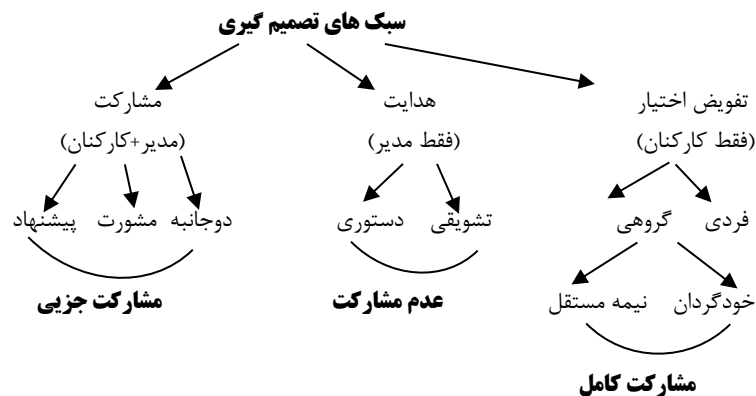 سبک های تصمیم گیری
تفویض اختیار هدایت مشارکت
(فقط کارکنان) (فقط مدیر) (مدیر+کارکنان)
فردی گروهی تشویقی دستوری دوجانبه مشورت پیشنهاد
خودگردان نیمه مستقل عدم مشارکت مشارکت جزیی
مشارکت کامل